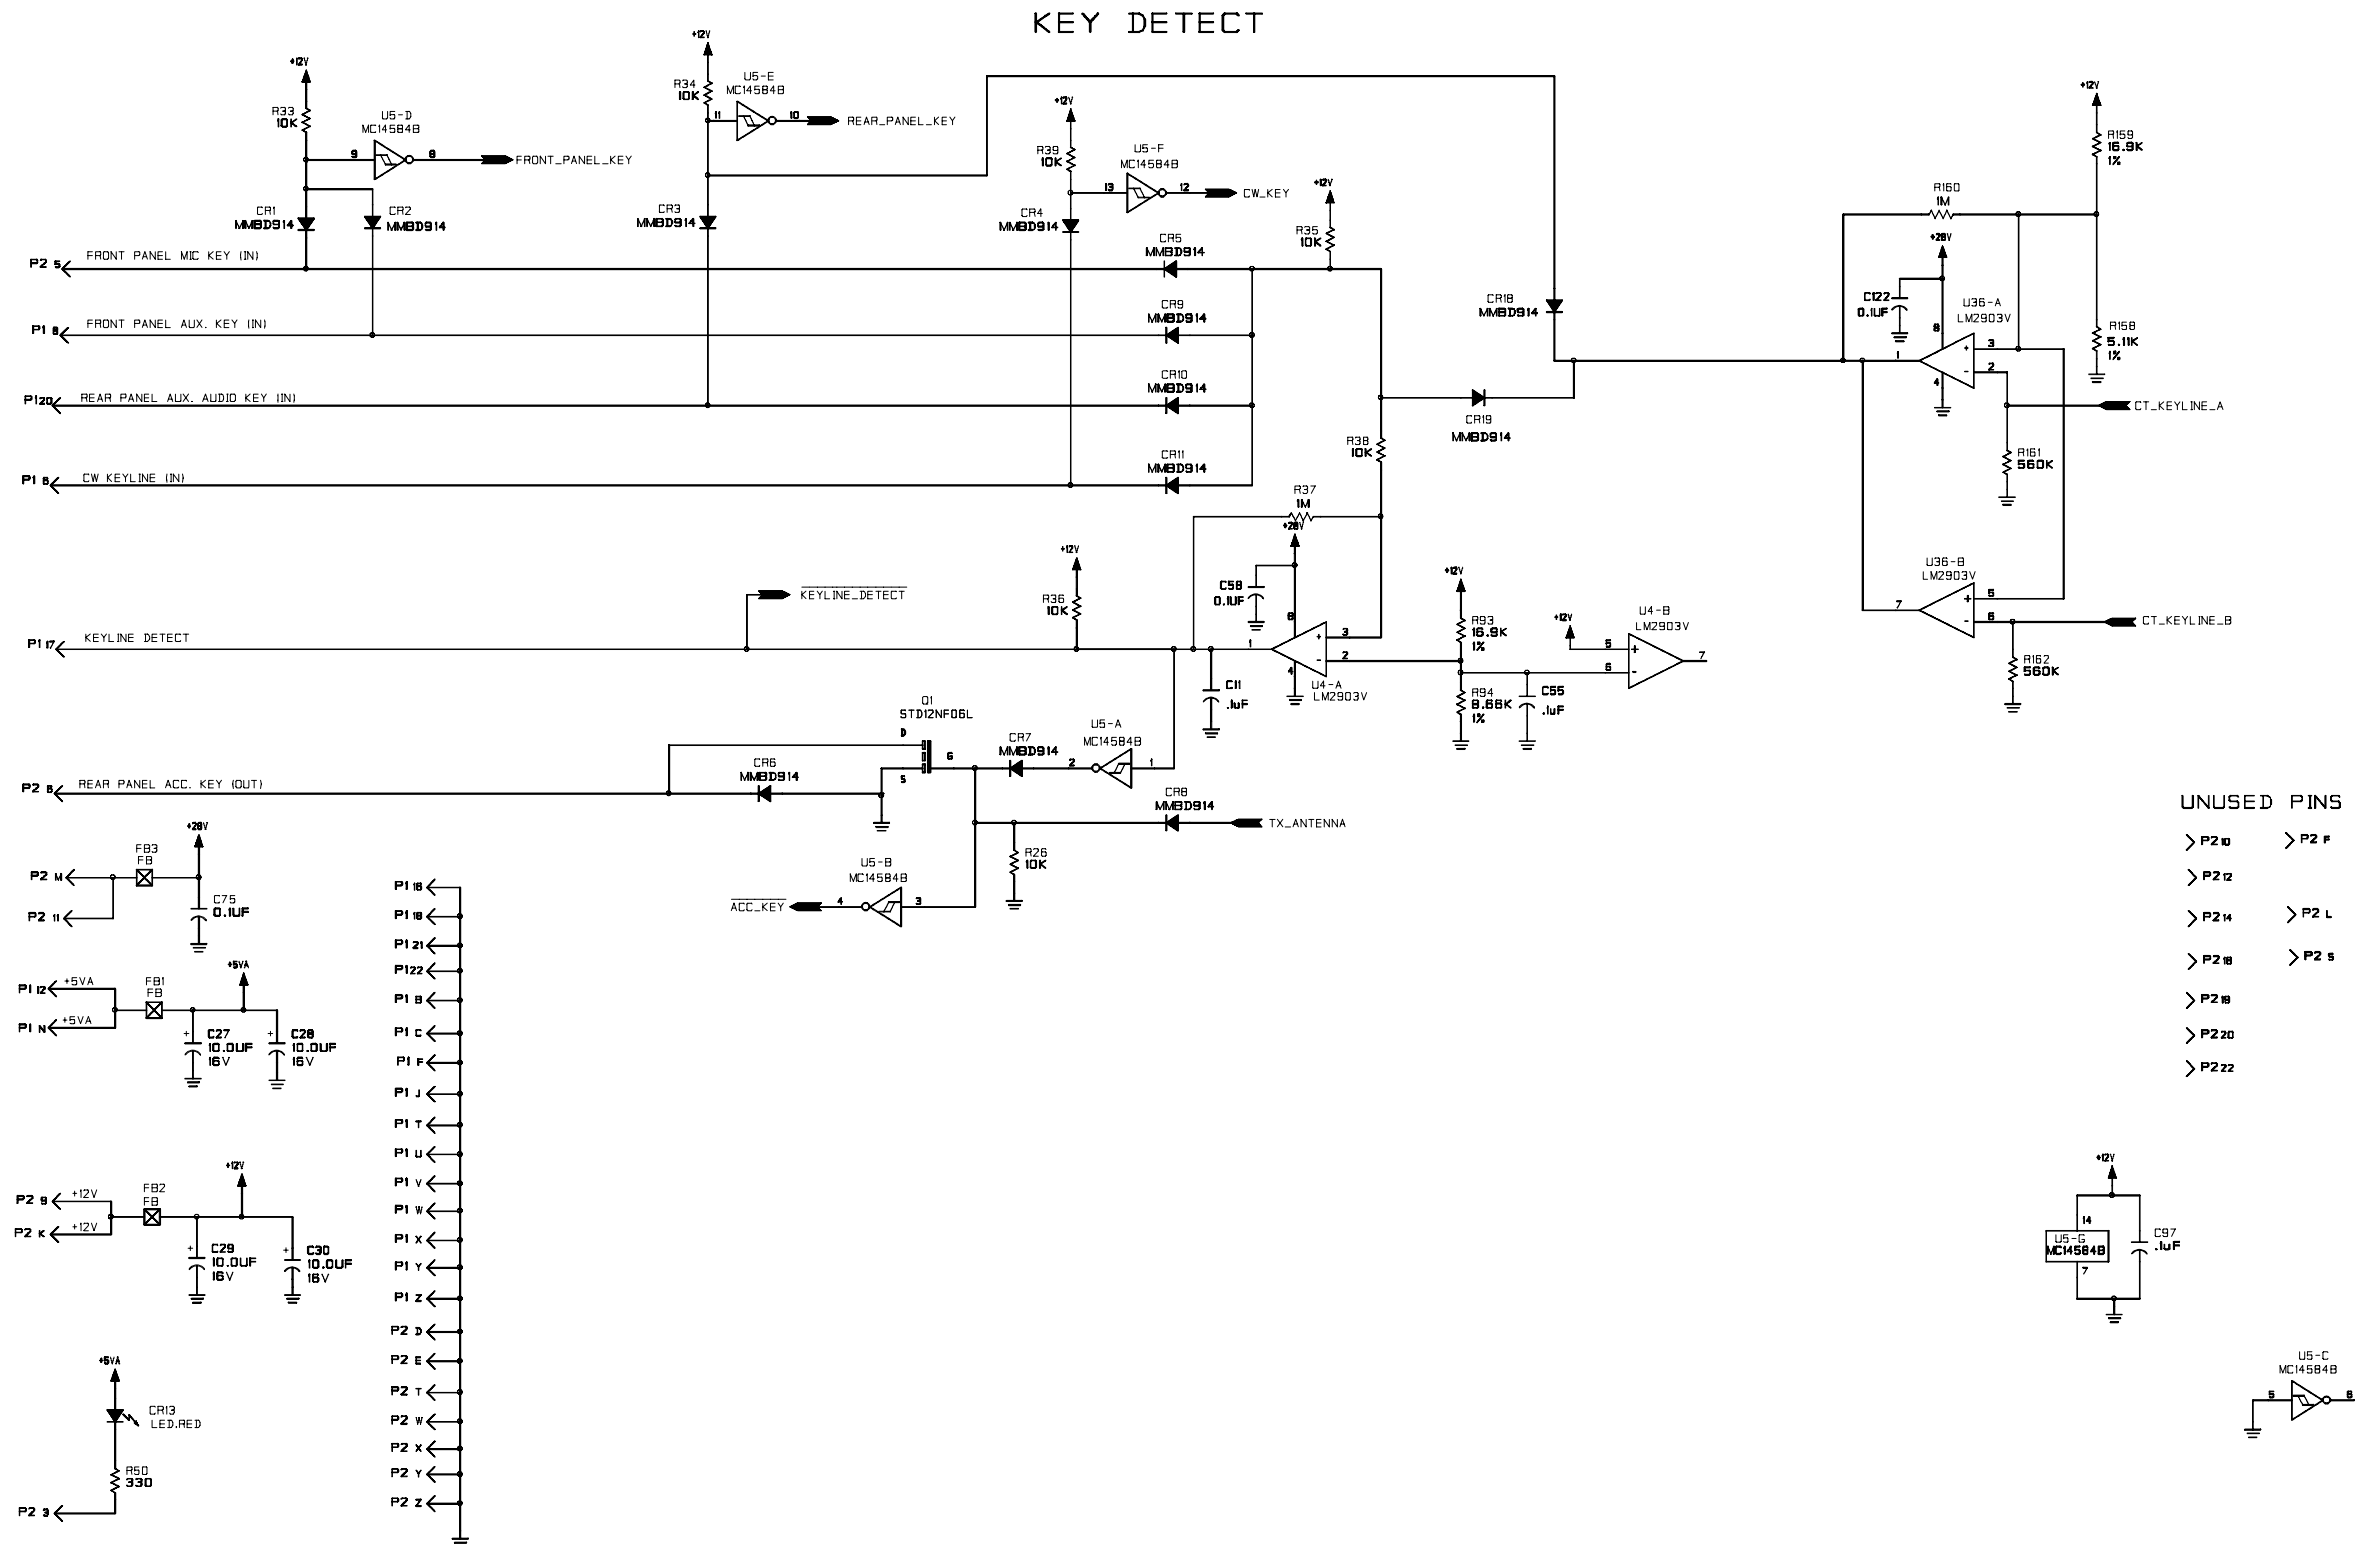 KEY DETECT
+12V
R33
10K
U5-D
MC14584B
9
8
FRONT_PANEL_KEY
CR1
MMBD914
CR2
MMBD914
+12V
R34
10K
U5-E
MC14584B
11
10
REAR_PANEL_KEY
CR3
MMBD914
+12V
R39
10K
U5-F
MC14584B
13
12
CW_KEY
CR4
MMBD914
+12V
R35
10K
P2 5
FRONT PANEL MIC KEY (IN)
CR5
MMBD914
P1 8
FRONT PANEL AUX. KEY (IN)
CR9
MMBD914
P1 20
REAR PANEL AUX. AUDIO KEY (IN)
CR10
MMBD914
P1 6
CW KEYLINE (IN)
CR11
MMBD914
CR18
MMBD914
CR19
MMBD914
R38
10K
+12V
R159
16.9K
1%
R160
1M
+28V
C122
0.1UF
U36-A
LM2903V
8
3
1
2
4
+
-
R158
5.11K
1%
CT_KEYLINE_A
R161
560K
U36-B
LM2903V
5
7
6
+
-
CT_KEYLINE_B
R162
560K
R37
1M
+28V
C58
0.1UF
8
3
1
2
4
+
-
U4-A
LM2903V
+12V
R36
10K
KEYLINE_DETECT
P1 17
KEYLINE DETECT
C11
.1uF
+12V
R93
16.9K
1%
R94
8.66K
1%
C55
.1uF
+12V
U4-B
LM2903V
5
6
7
+
-
Q1
STD12NF06L
D
G
S
CR7
MMBD914
U5-A
MC14584B
2
1
CR6
MMBD914
P2 6
REAR PANEL ACC. KEY (OUT)
CR8
MMBD914
TX_ANTENNA
R26
10K
U5-B
MC14584B
ACC_KEY
4
3
+28V
FB3
FB
P2 M
P2 11
C75
0.1UF
+5VA
FB1
FB
P1 12
+5VA
P1 N
+5VA
+
C27
10.0UF
16V
+
C28
10.0UF
16V
+12V
FB2
FB
P2 9
+12V
P2 K
+12V
+
C29
10.0UF
16V
+
C30
10.0UF
16V
+5VA
CR13
LED.RED
R50
330
P2 3
P1 16
P1 18
P1 21
P1 22
P1 B
P1 C
P1 F
P1 J
P1 T
P1 U
P1 V
P1 W
P1 X
P1 Y
P1 Z
P2 D
P2 E
P2 T
P2 W
P2 X
P2 Y
P2 Z
UNUSED PINS
P2 10
P2 F
P2 12
P2 14
P2 L
P2 18
P2 S
P2 19
P2 20
P2 22
+12V
14
U5-G
MC14584B
7
C97
.1uF
U5-C
MC14584B
5
6